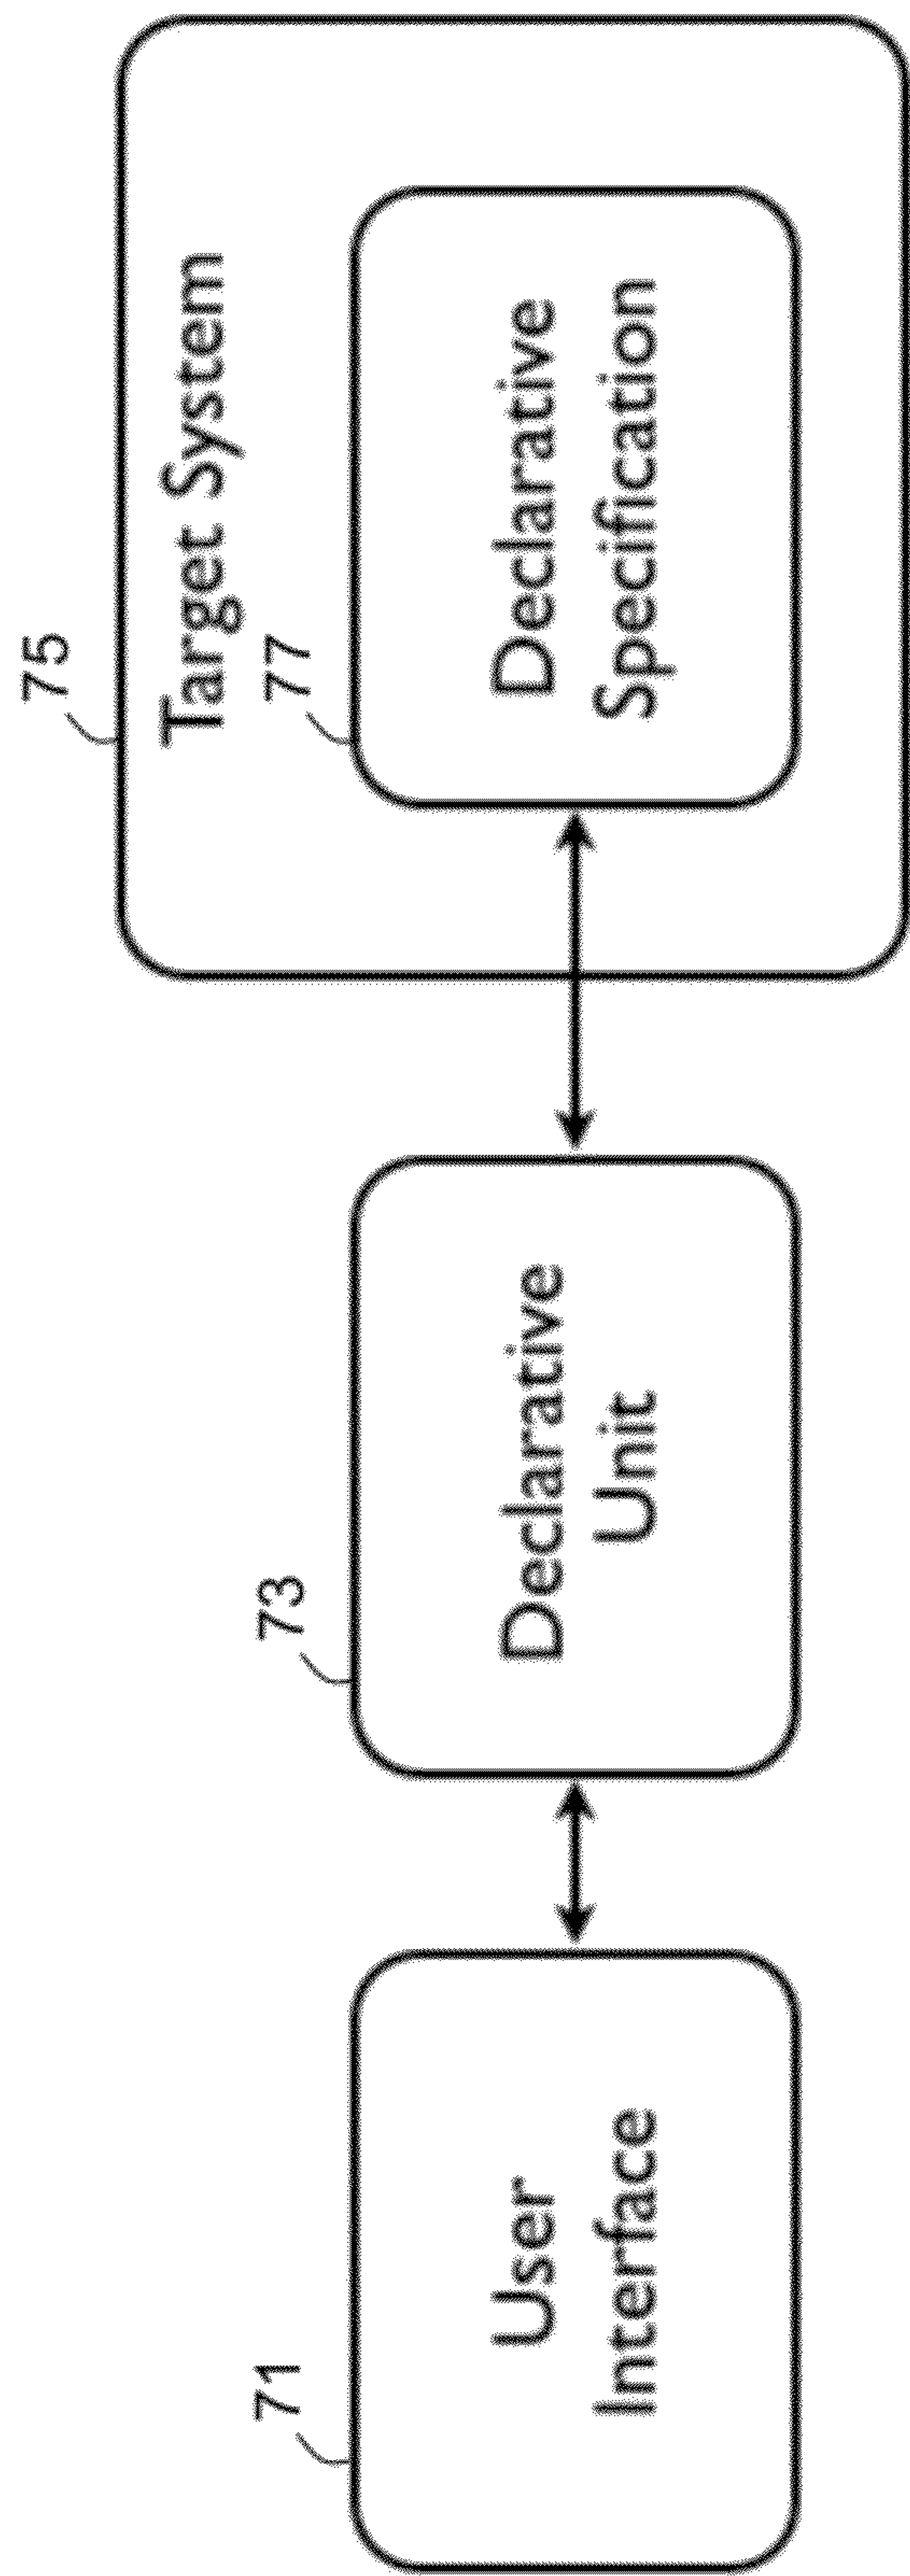 71
User
Interface
73
Declarative
Unit
75
Target System
77
Declarative
Specification